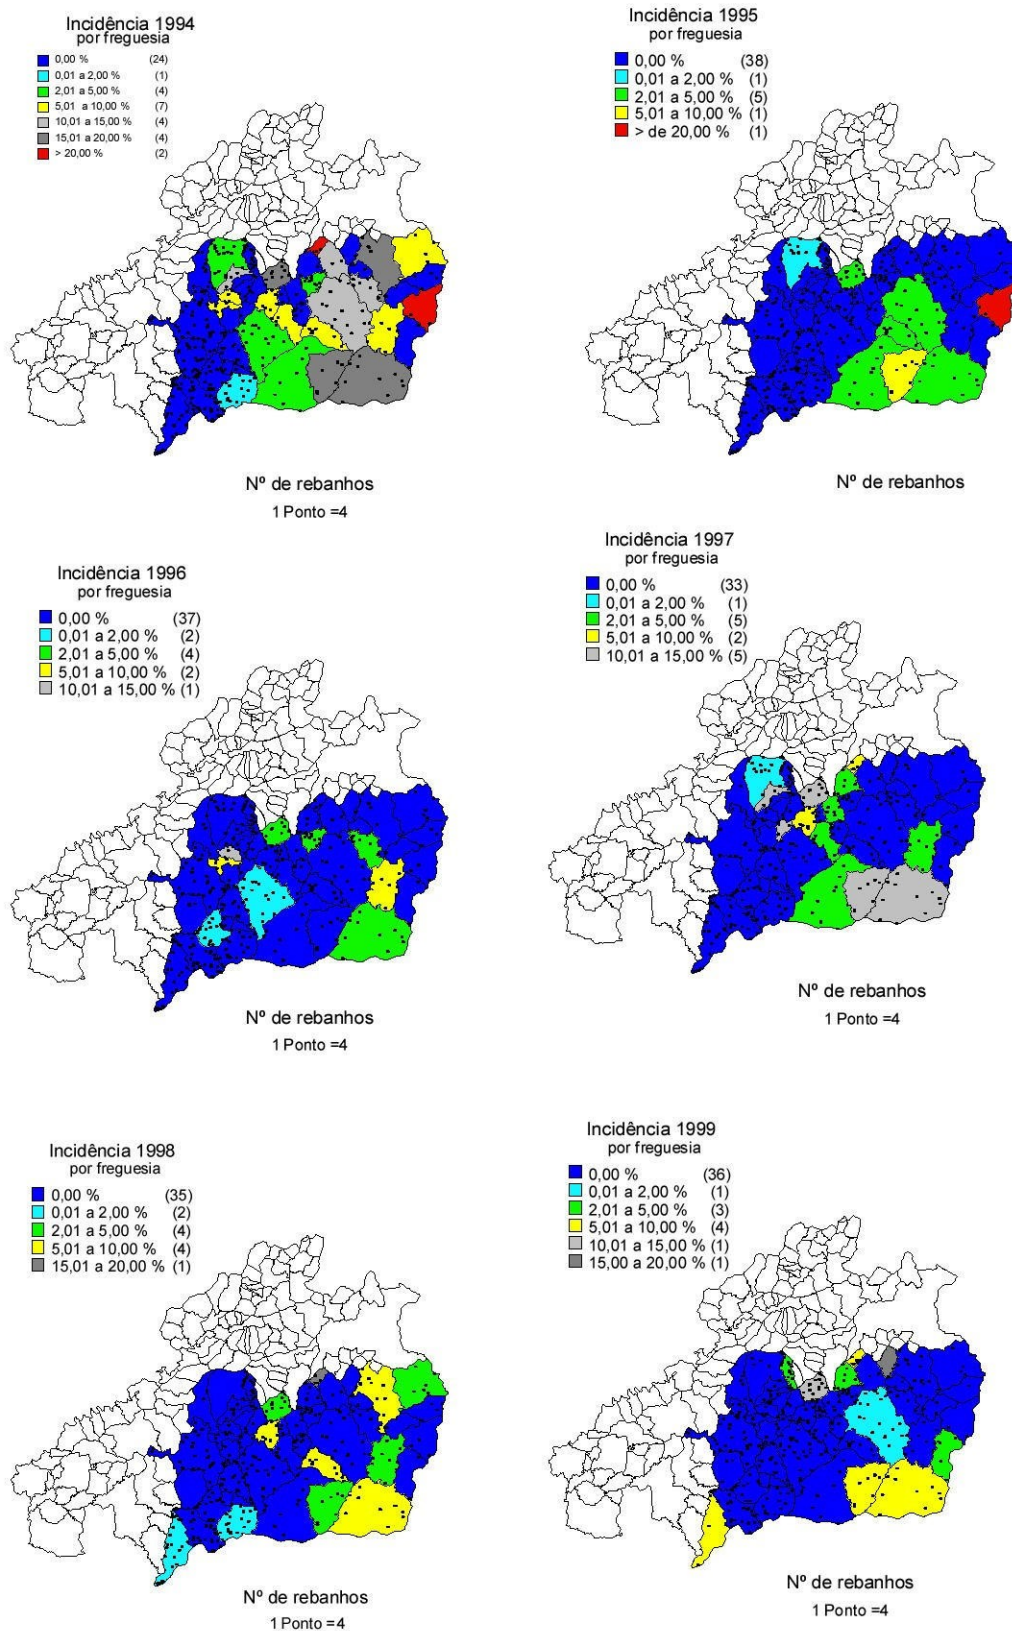 Incidência 1994
por freguesia
0,00 % (24)
0,01 a 2,00 % (1)
2,01 a 5,00 % (4)
5,01 a 10,00 % (7)
10,01 a 15,00 % (4)
15,01 a 20,00 % (4)
> 20,00 % (2)
Nº de rebanhos
1 Ponto =4
Incidência 1995
por freguesia
0,00 % (38)
0,01 a 2,00 % (1)
2,01 a 5,00 % (5)
5,01 a 10,00 % (1)
> de 20,00 % (1)
Nº de rebanhos
Incidência 1996
por freguesia
0,00 % (37)
0,01 a 2,00 % (2)
2,01 a 5,00 % (4)
5,01 a 10,00 % (2)
10,01 a 15,00 % (1)
Nº de rebanhos
1 Ponto =4
Incidência 1997
por freguesia
0,00 % (33)
0,01 a 2,00 % (1)
2,01 a 5,00 % (5)
5,01 a 10,00 % (2)
10,01 a 15,00 % (5)
Nº de rebanhos
1 Ponto =4
Incidência 1998
por freguesia
0,00 % (35)
0,01 a 2,00 % (2)
2,01 a 5,00 % (4)
5,01 a 10,00 % (4)
15,01 a 20,00 % (1)
Nº de rebanhos
1 Ponto =4
Incidência 1999
por freguesia
0,00 % (36)
0,01 a 2,00 % (1)
2,01 a 5,00 % (3)
5,01 a 10,00 % (4)
10,01 a 15,00 % (1)
15,00 a 20,00 % (1)
Nº de rebanhos
1 Ponto =4